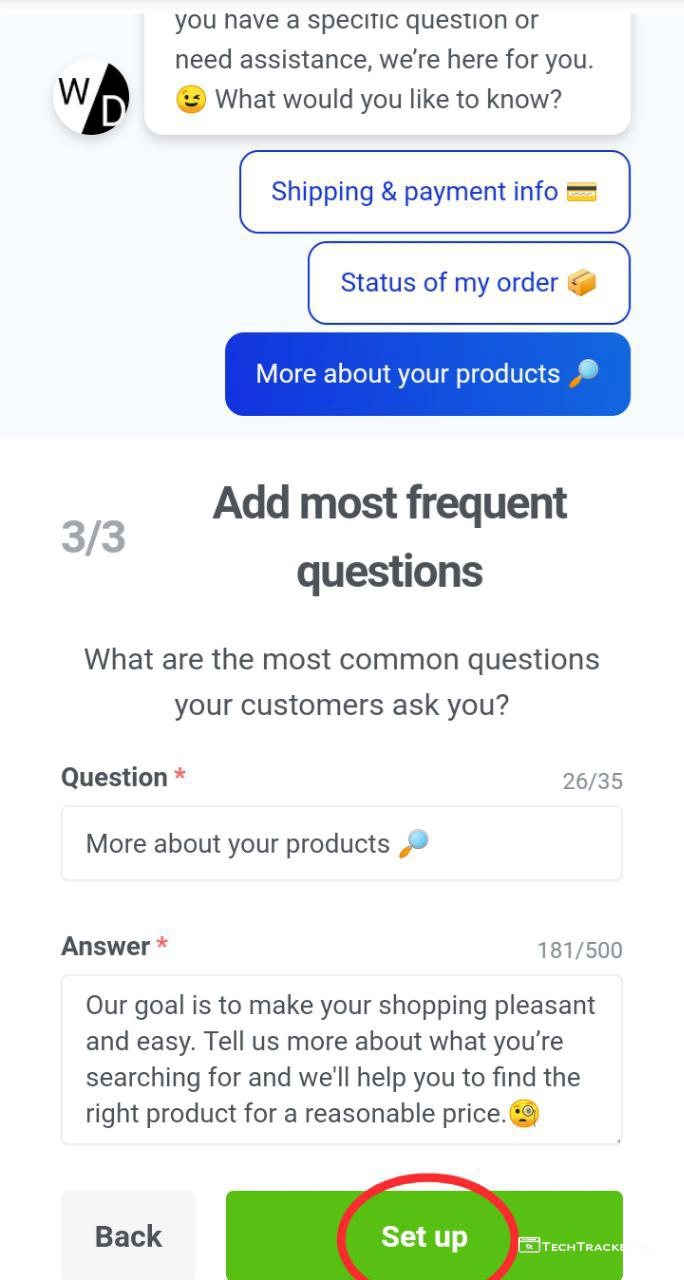 you have a specific question or
need assistance, we’re here for you.
😉 What would you like to know?
W
D
Shipping & payment info 💳
Status of my order 📦
More about your products 🔎
3/3
Add most frequent
questions
What are the most common questions
your customers ask you?
Question *
26/35
More about your products 🔎
Answer *
181/500
Our goal is to make your shopping pleasant
and easy. Tell us more about what you’re
searching for and we'll help you to find the
right product for a reasonable price.🧐
Back
Set up